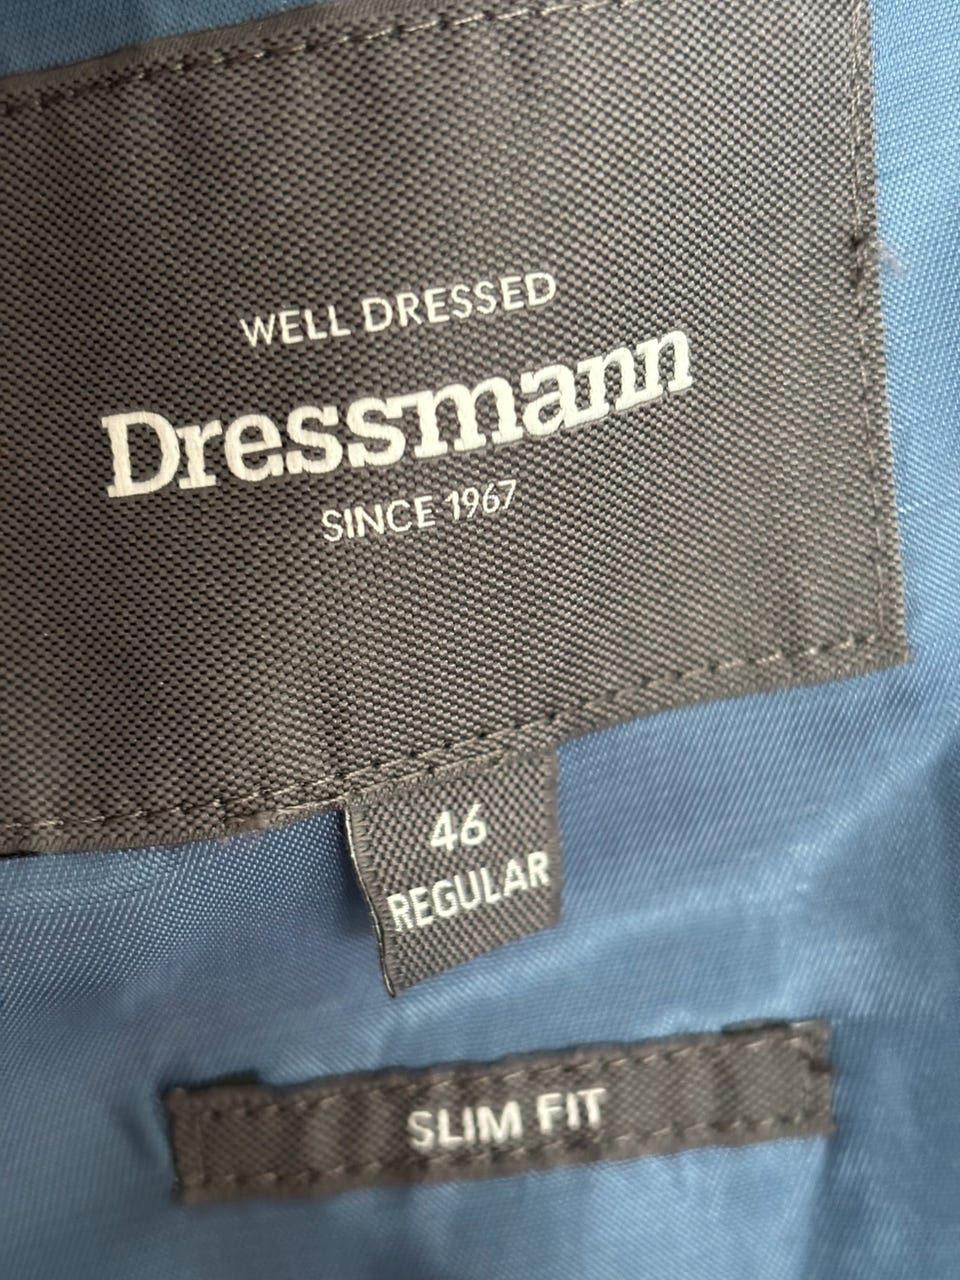 WELL DRESSED
Dressmann
SINCE 1967
46
REGULAR
SLIM FIT